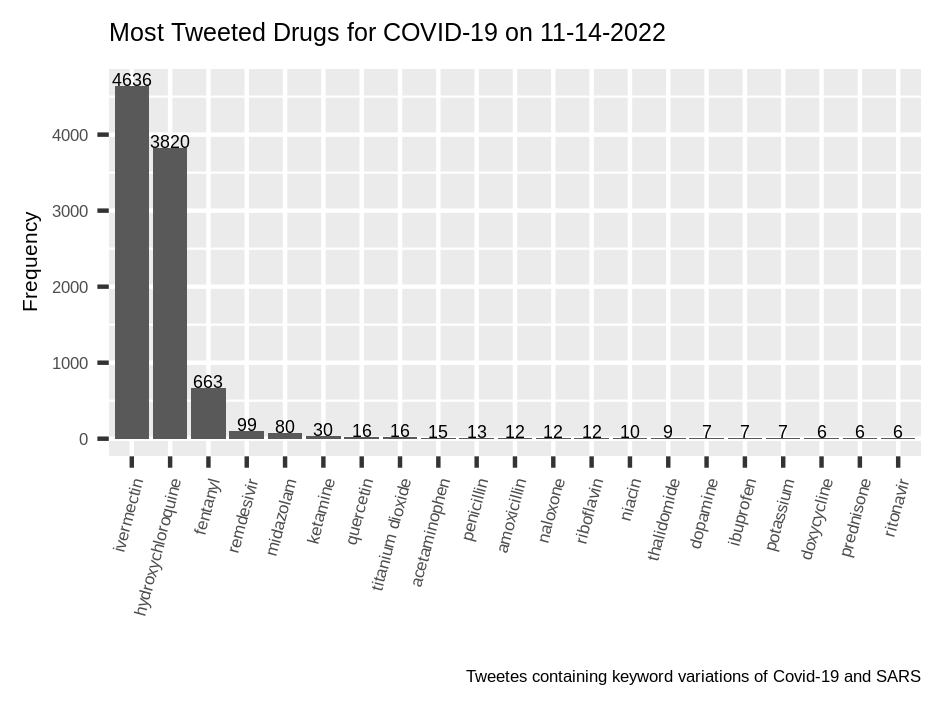 Most Tweeted Drugs for COVID-19 on 11-14-2022
Frequency
4000
3000
2000
1000
0
4636
3820
663
99
80
30
16
16
15
13
12
12
12
10
9
7
7
7
6
6
6
ivermectin
hydroxychloroquine
fentanyl
remdesivir
midazolam
ketamine
quercetin
titanium dioxide
acetaminophen
penicillin
amoxicillin
naloxone
riboflavin
niacin
thalidomide
dopamine
ibuprofen
potassium
doxycycline
prednisone
ritonavir
Tweetes containing keyword variations of Covid-19 and SARS